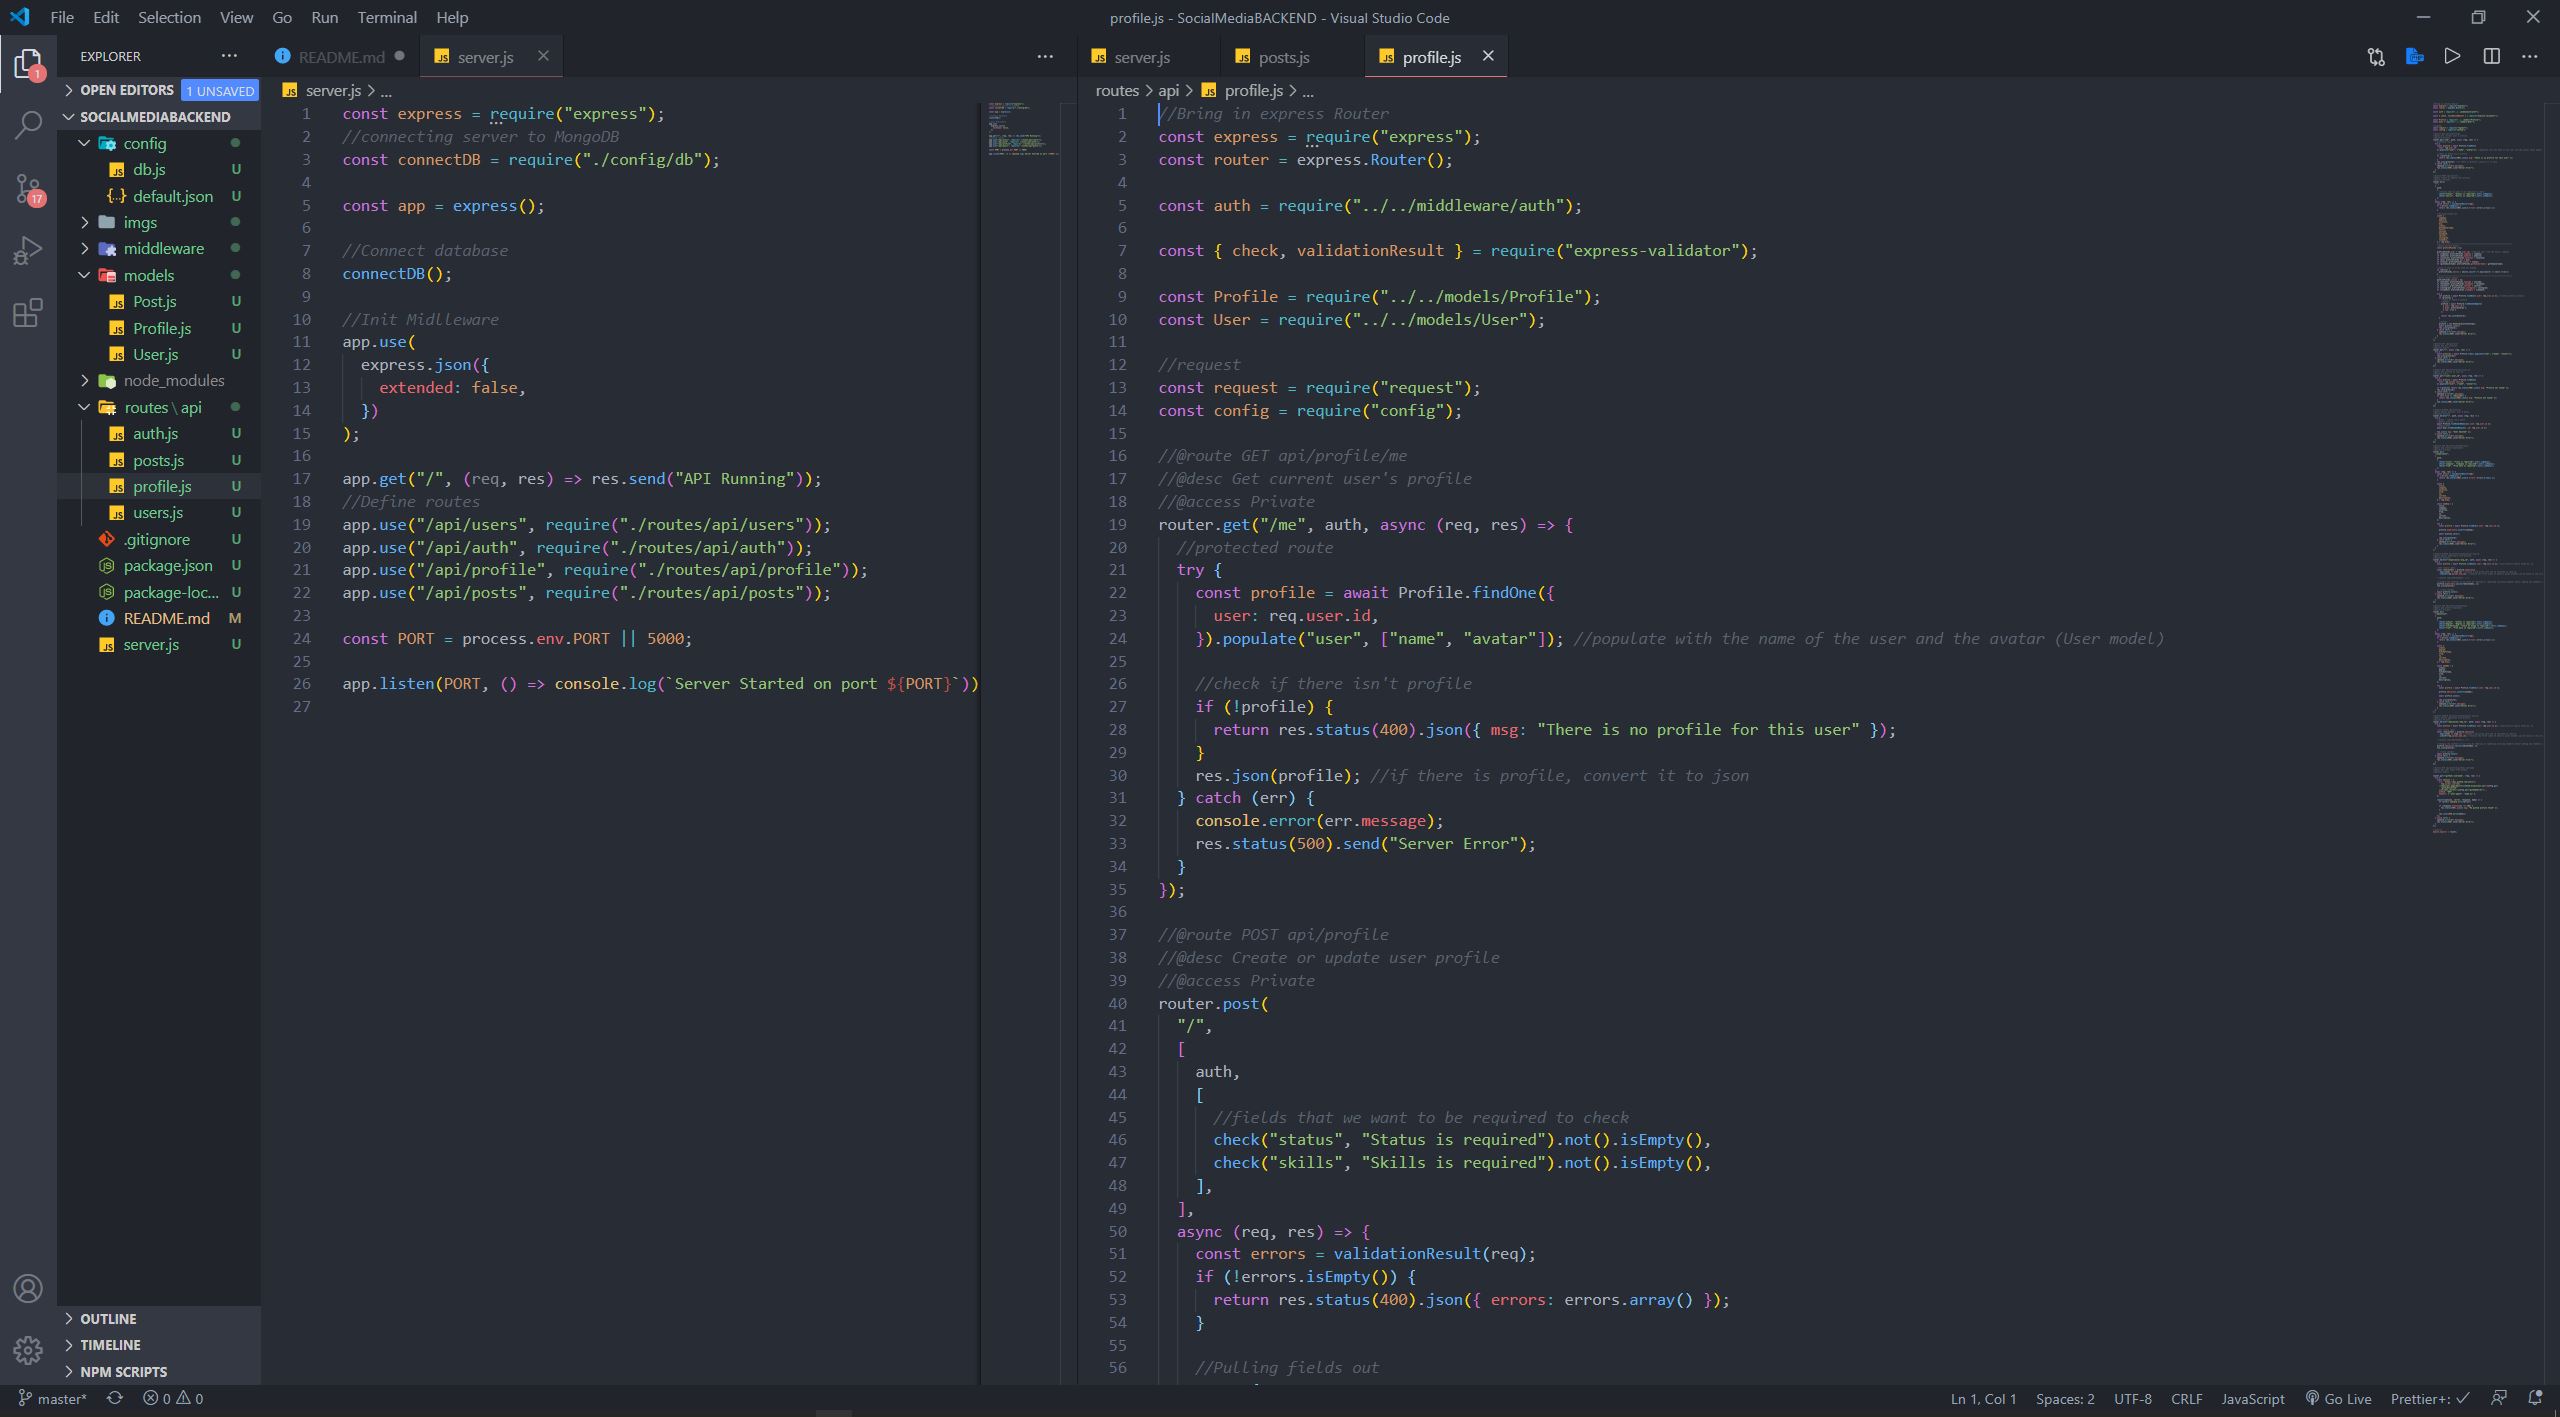 File Edit Selection View Go Run Terminal Help
profile.js - SocialMediaBACKEND - Visual Studio Code
1
17
EXPLORER
OPEN EDITORS 1 UNSAVED
SOCIALMEDIABACKEND
config
db.js U
{..} default.json U
imgs
middleware
models
Post.js U
Profile.js U
User.js U
node_modules
routes \ api
auth.js U
posts.js U
profile.js U
users.js U
.gitignore U
package.json U
package-loc... U
README.md M
server.js U
OUTLINE
TIMELINE
NPM SCRIPTS
README.md
server.js
server.js > ...
1 const express = require("express");
2 //connecting server to MongoDB
3 const connectDB = require("./config/db");
4
5 const app = express();
6
7 //Connect database
8 connectDB();
9
10 //Init Midlleware
11 app.use(
12 express.json({
13 extended: false,
14 })
15 );
16
17 app.get("/", (req, res) => res.send("API Running"));
18 //Define routes
19 app.use("/api/users", require("./routes/api/users"));
20 app.use("/api/auth", require("./routes/api/auth"));
21 app.use("/api/profile", require("./routes/api/profile"));
22 app.use("/api/posts", require("./routes/api/posts"));
23
24 const PORT = process.env.PORT || 5000;
25
26 app.listen(PORT, () => console.log(`Server Started on port ${PORT}`))
27
server.js
posts.js
profile.js
routes > api > profile.js > ...
1 //Bring in express Router
2 const express = require("express");
3 const router = express.Router();
4
5 const auth = require("../../middleware/auth");
6
7 const { check, validationResult } = require("express-validator");
8
9 const Profile = require("../../models/Profile");
10 const User = require("../../models/User");
11
12 //request
13 const request = require("request");
14 const config = require("config");
15
16 //@route GET api/profile/me
17 //@desc Get current user's profile
18 //@access Private
19 router.get("/me", auth, async (req, res) => {
20 //protected route
21 try {
22 const profile = await Profile.findOne({
23 user: req.user.id,
24 }).populate("user", ["name", "avatar"]); //populate with the name of the user and the avatar (User model)
25
26 //check if there isn't profile
27 if (!profile) {
28 return res.status(400).json({ msg: "There is no profile for this user" });
29 }
30 res.json(profile); //if there is profile, convert it to json
31 } catch (err) {
32 console.error(err.message);
33 res.status(500).send("Server Error");
34 }
35 });
36
37 //@route POST api/profile
38 //@desc Create or update user profile
39 //@access Private
40 router.post(
41 "/",
42 [
43 auth,
44 [
45 //fields that we want to be required to check
46 check("status", "Status is required").not().isEmpty(),
47 check("skills", "Skills is required").not().isEmpty(),
48 ],
49 ],
50 async (req, res) => {
51 const errors = validationResult(req);
52 if (!errors.isEmpty()) {
53 return res.status(400).json({ errors: errors.array() });
54 }
55
56 //Pulling fields out
master* 0 0
Ln 1, Col 1 Spaces: 2 UTF-8 CRLF JavaScript Go Live Prettier+: ✓